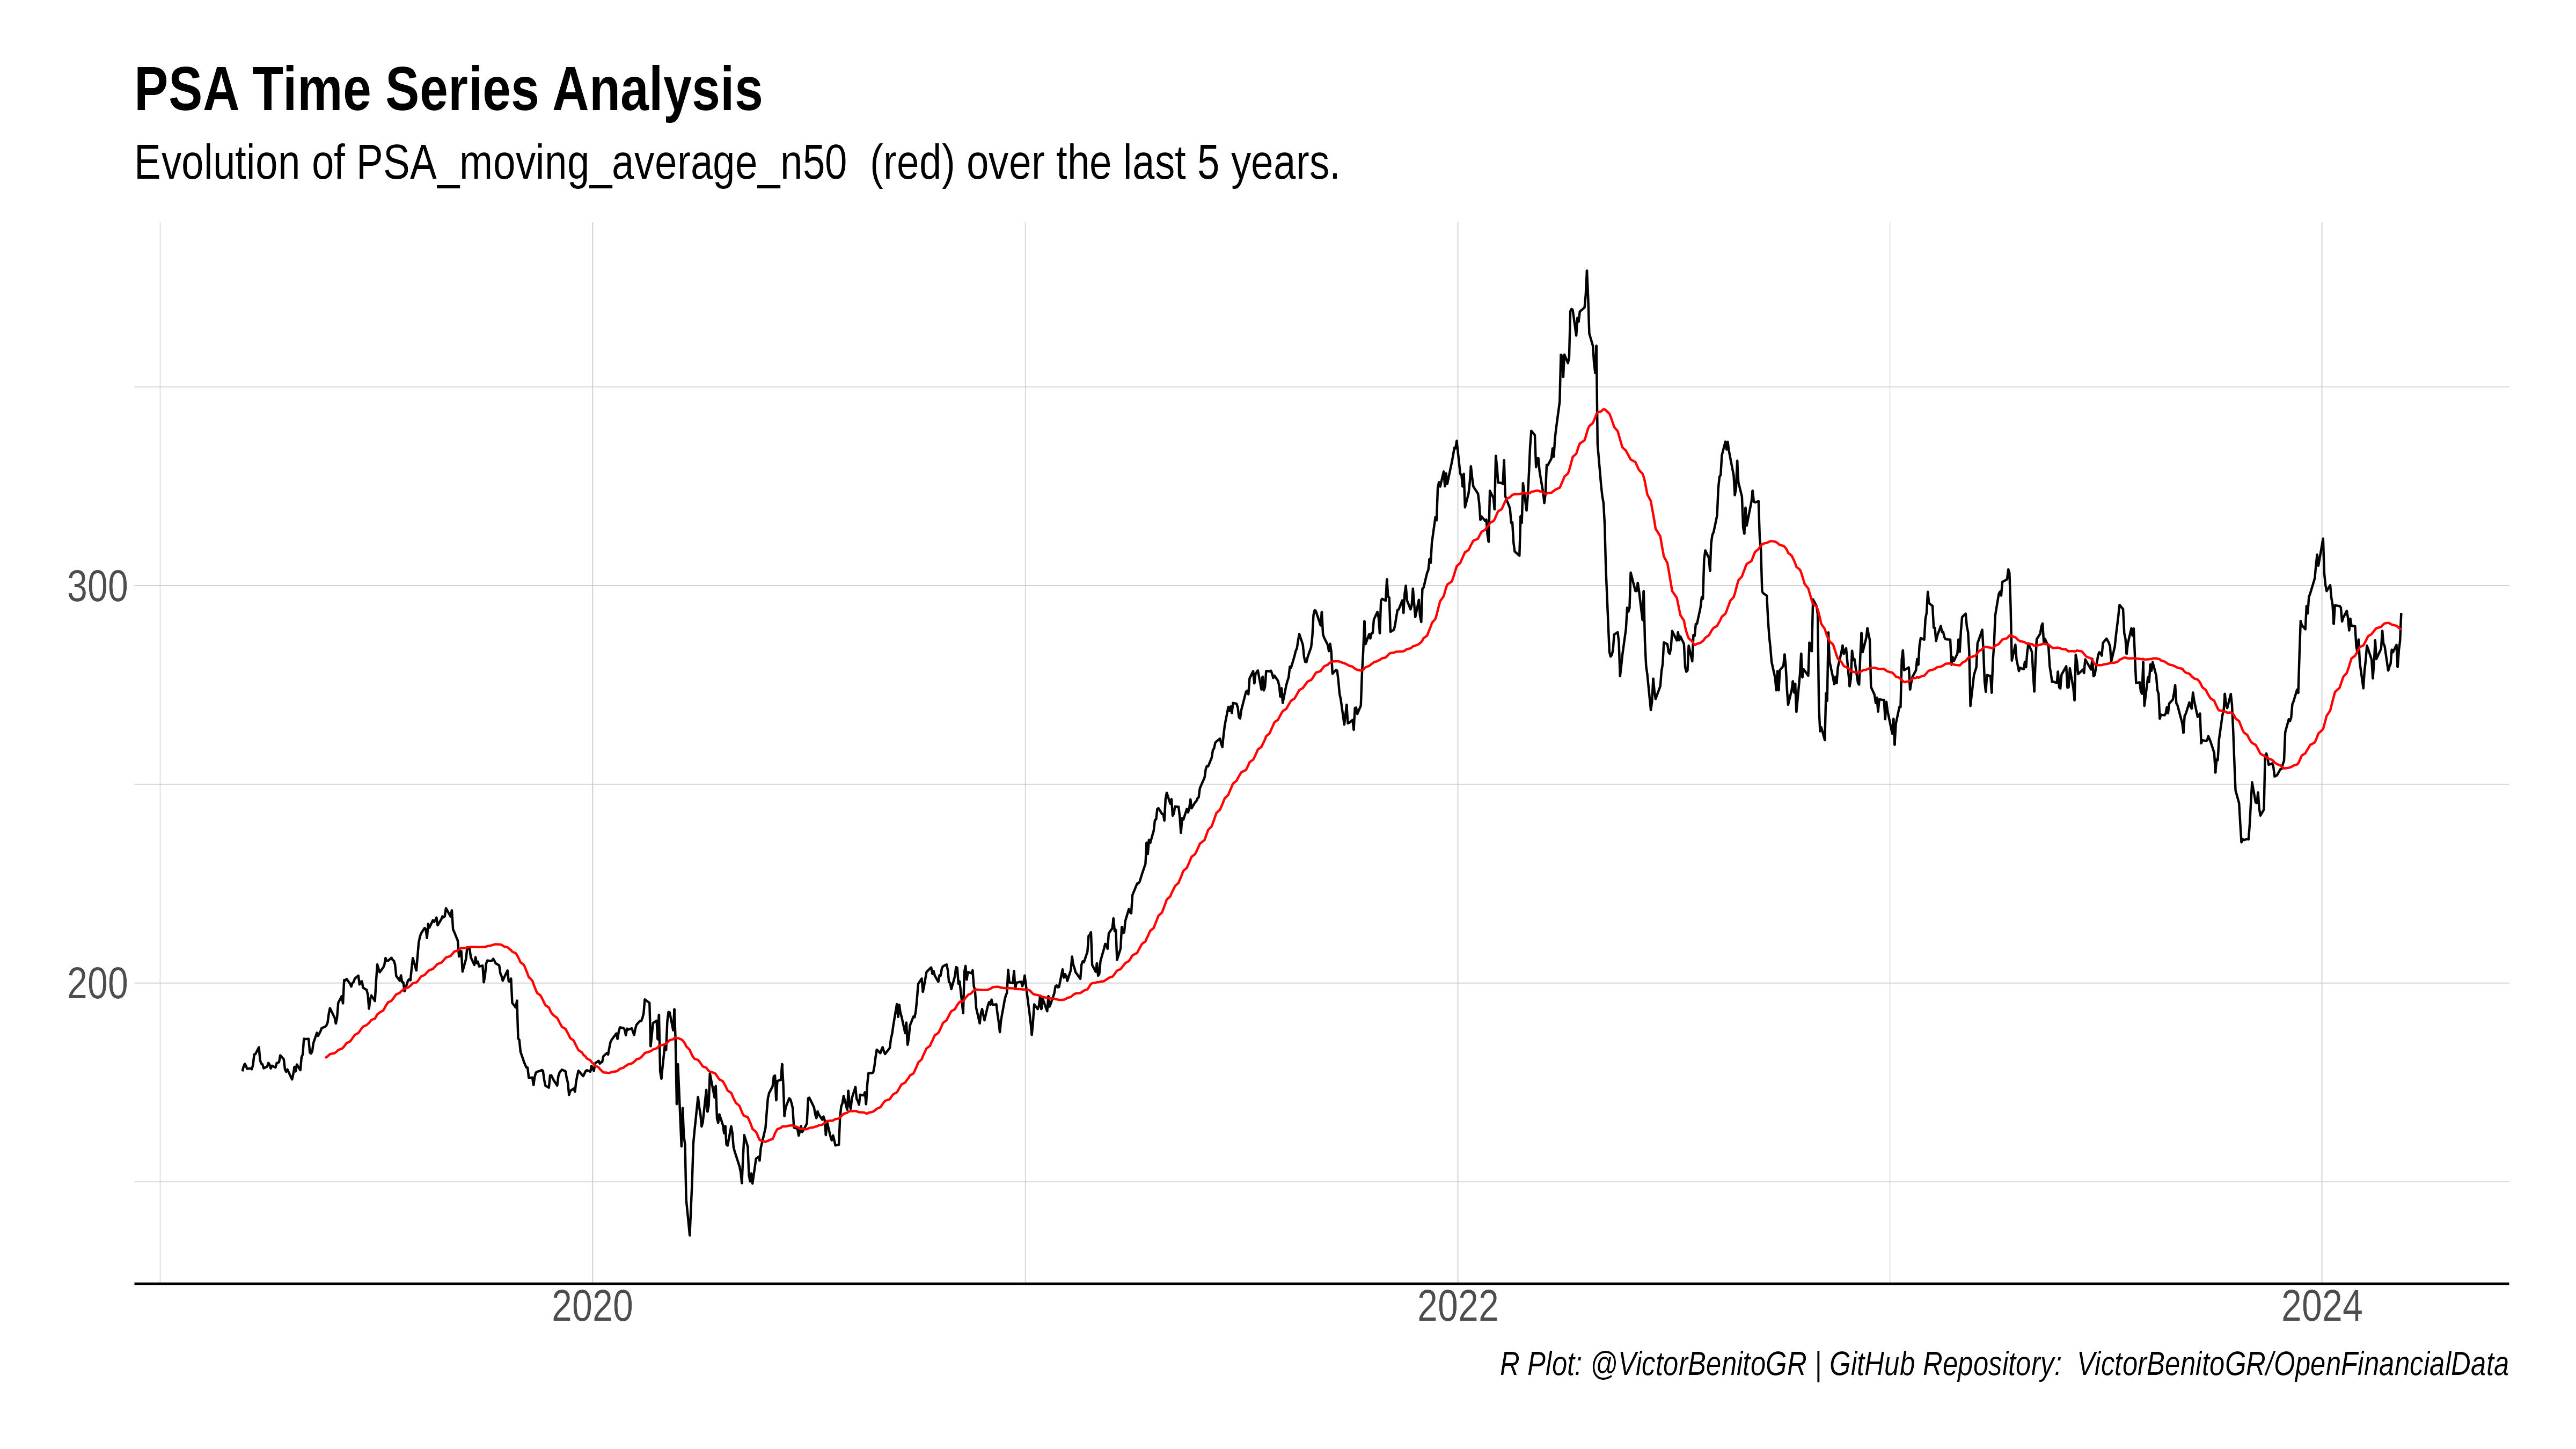 PSA Time Series Analysis
Evolution of PSA_moving_average_n50  (red) over the last 5 years.
300
200
2020
2022
2024
R Plot: @VictorBenitoGR | GitHub Repository:  VictorBenitoGR/OpenFinancialData